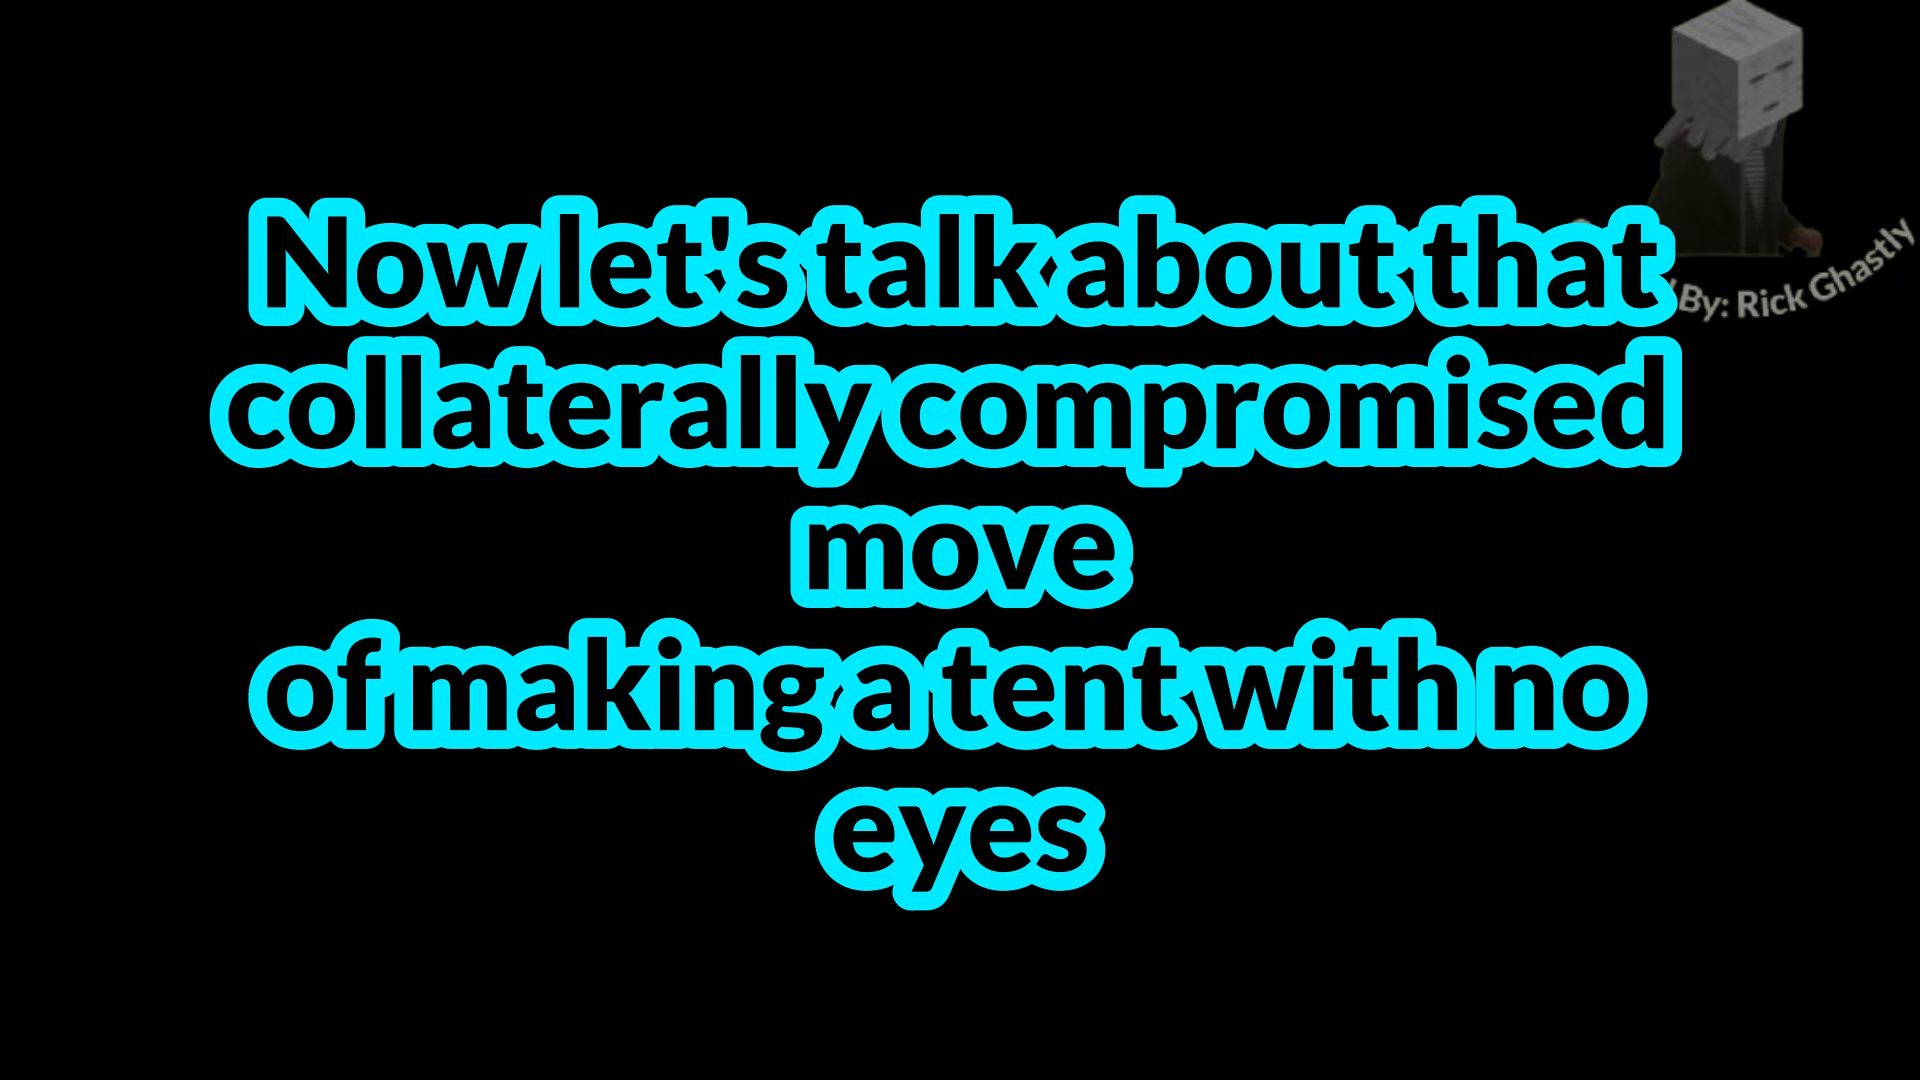 Now let's talk about that
collaterally compromised
move
of making a tent with no
eyes
By: Rick Ghastly